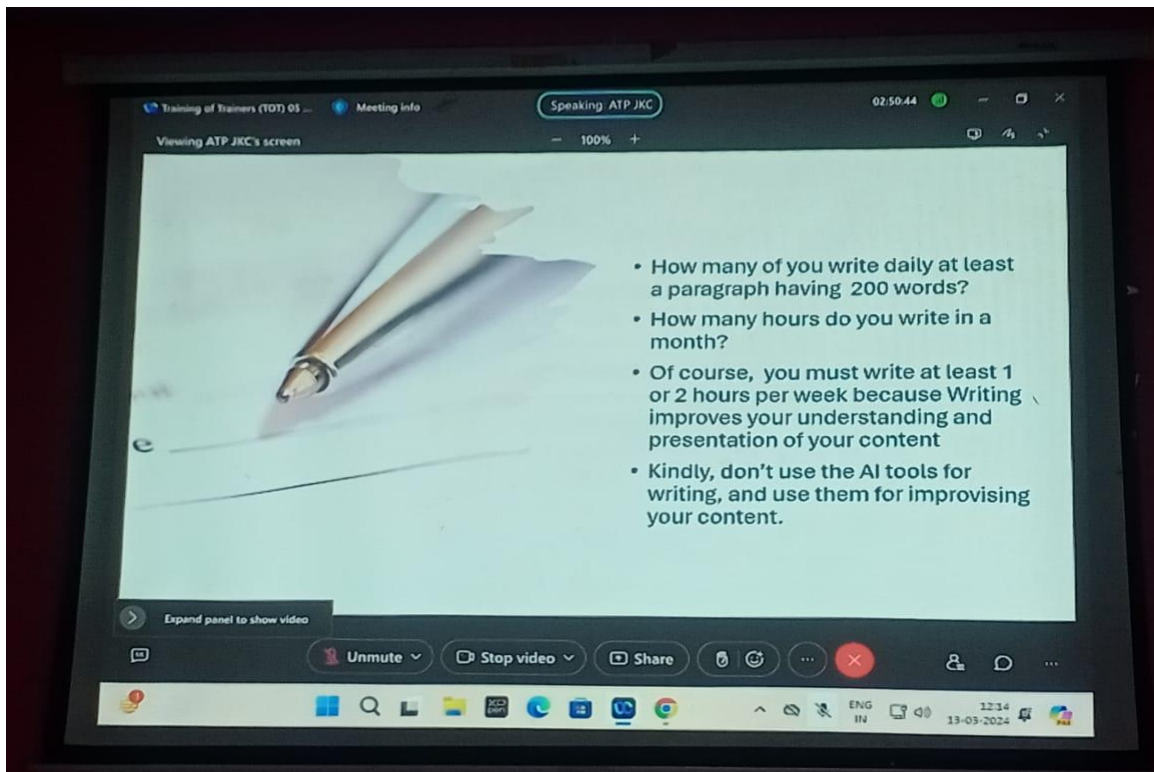 Training of Trainers (TOT) 03 ...
Meeting info
Speaking: ATP JKC
02:50:44
Viewing ATP JKC's screen
100%
• How many of you write daily at least
a paragraph having 200 words?
• How many hours do you write in a
month?
• Of course, you must write at least 1
or 2 hours per week because Writing
improves your understanding and
presentation of your content
• Kindly, don't use the AI tools for
writing, and use them for improvising
your content.
e
Expand panel to show video
Unmute
Stop video
Share
ENG
IN
12:14
13-03-2024